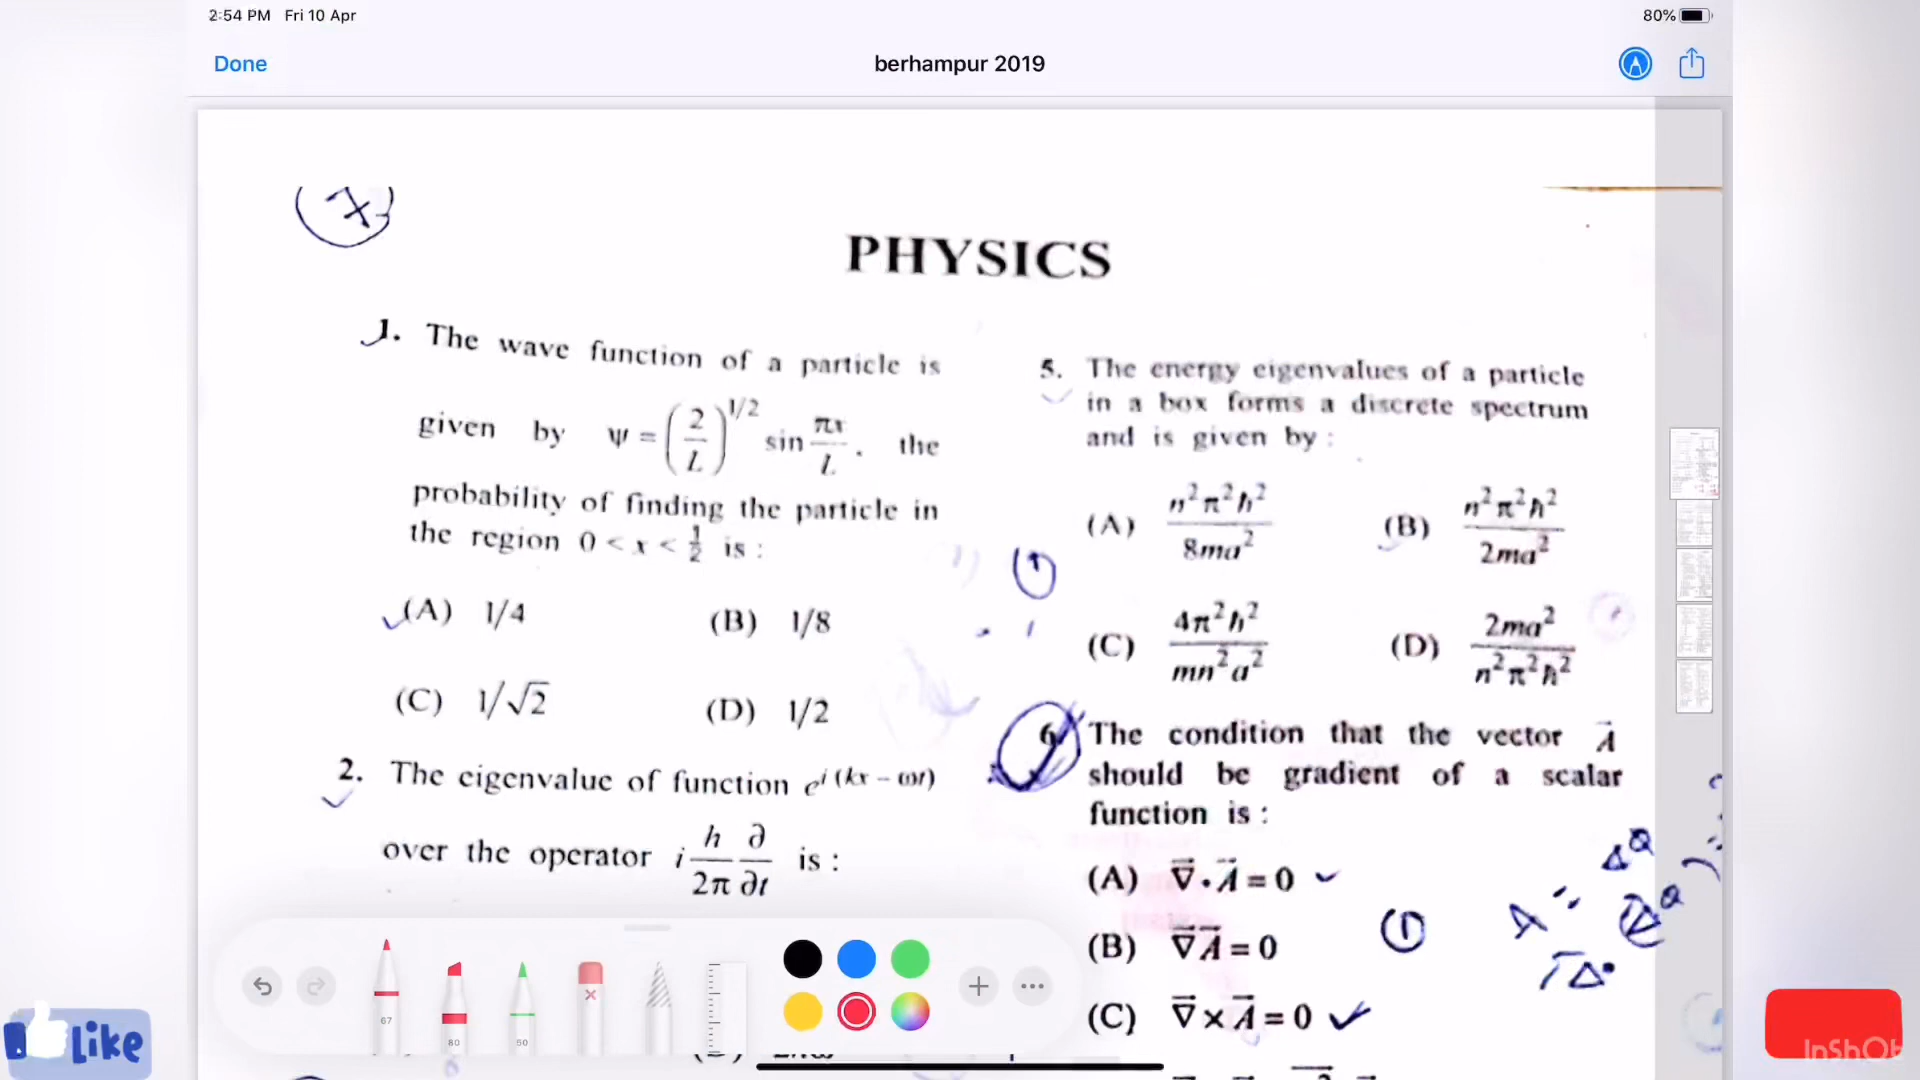 2:54 PM Fri 10 Apr
80%
Done
berhampur 2019
PHYSICS
1. The wave function of a particle is
given by ψ = (2/L)^1/2 sin πx/L . the
probability of finding the particle in
the region 0 < x < 1/2 is :
(A) 1/4
(B) 1/8
(C) 1/√2
(D) 1/2
2. The eigenvalue of function e^i (kx – ωt)
over the operator i h/2π ∂/∂t is :
5. The energy eigenvalues of a particle
in a box forms a discrete spectrum
and is given by :
(A) n²π²ħ²/8ma²
(B) n²π²ħ²/2ma²
(C) 4π²ħ²/mn²a²
(D) 2ma²/n²π²ħ²
6. The condition that the vector A⃗
should be gradient of a scalar
function is :
(A) ∇⃗ · A⃗ = 0
(B) ∇⃗A⃗ = 0
(C) ∇⃗ × A⃗ = 0
67
80
50
Like
InShOt